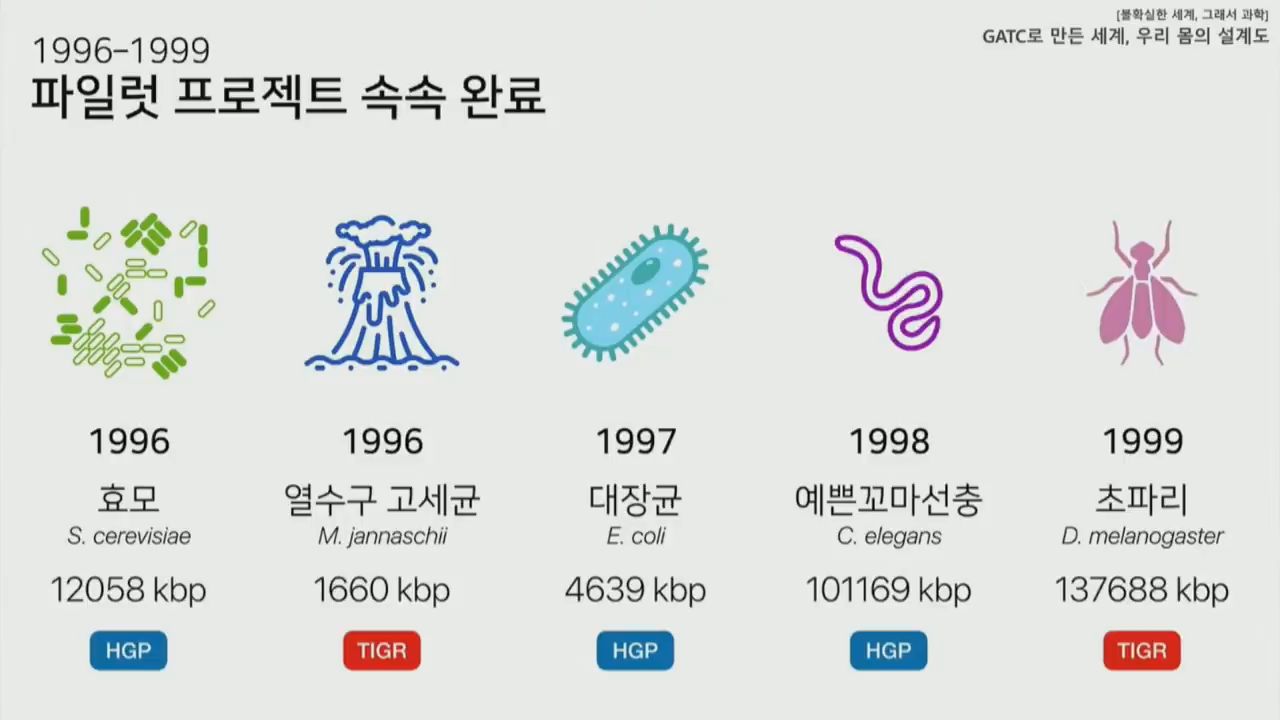 [불확실한 세계, 그래서 과학]
GATC로 만든 세계, 우리 몸의 설계도
1996–1999
파일럿 프로젝트 속속 완료
1996
효모
S. cerevisiae
12058 kbp
HGP
1996
열수구 고세균
M. jannaschii
1660 kbp
TIGR
1997
대장균
E. coli
4639 kbp
HGP
1998
예쁜꼬마선충
C. elegans
101169 kbp
HGP
1999
초파리
D. melanogaster
137688 kbp
TIGR